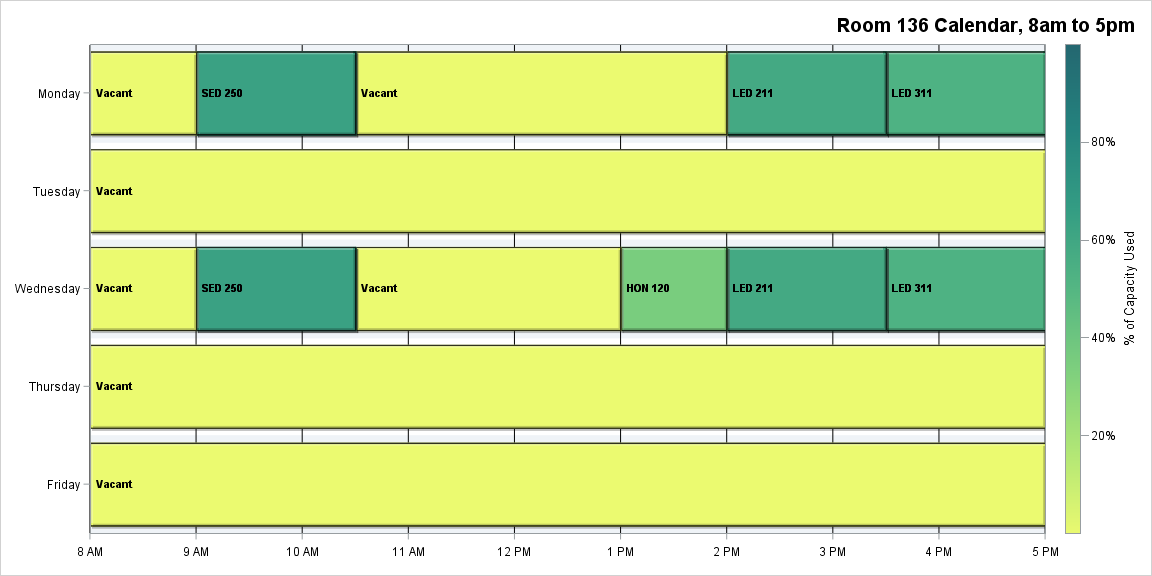 Room 136 Calendar, 8am to 5pm
Monday
Vacant
SED 250
Vacant
LED 211
LED 311
Tuesday
Vacant
Wednesday
Vacant
SED 250
Vacant
HON 120
LED 211
LED 311
Thursday
Vacant
Friday
Vacant
8 AM
9 AM
10 AM
11 AM
12 PM
1 PM
2 PM
3 PM
4 PM
5 PM
80%
60%
40%
20%
% of Capacity Used